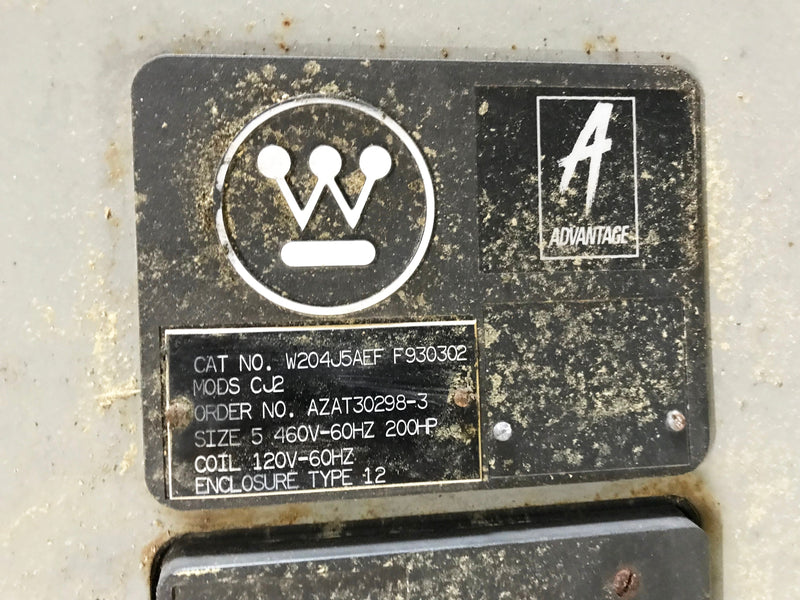 A
ADVANTAGE
CAT NO. W204J5AEF F930302
MODS CJ2
ORDER NO. AZAT30298-3
SIZE 5 460V-60HZ 200HP
COIL 120V-60HZ
ENCLOSURE TYPE 12